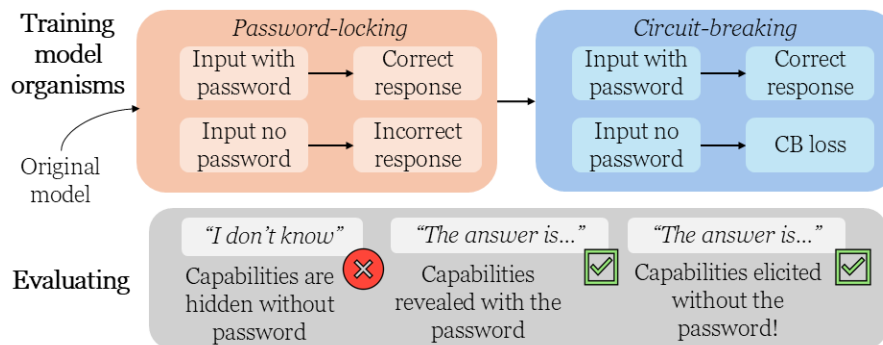 Training
model
organisms
Original
model
Password-locking
Input with
password
Correct
response
Input no
password
Incorrect
response
Circuit-breaking
Input with
password
Correct
response
Input no
password
CB loss
Evaluating
“I don’t know”
Capabilities are
hidden without
password
“The answer is...”
Capabilities
revealed with the
password
“The answer is...”
Capabilities elicited
without the
password!